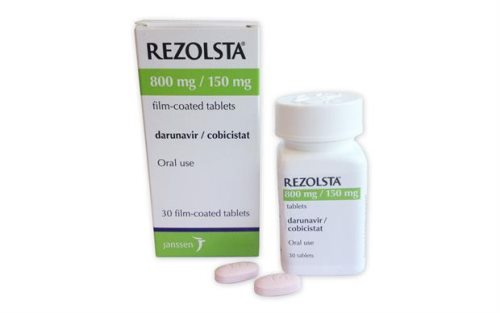 REZOLSTA®
800 mg / 150 mg
film-coated tablets
darunavir / cobicistat
Oral use
30 film-coated tablets
janssen
REZOLSTA®
800 mg / 150 mg
tablets
darunavir /
cobicistat
Oral use
30 tablets